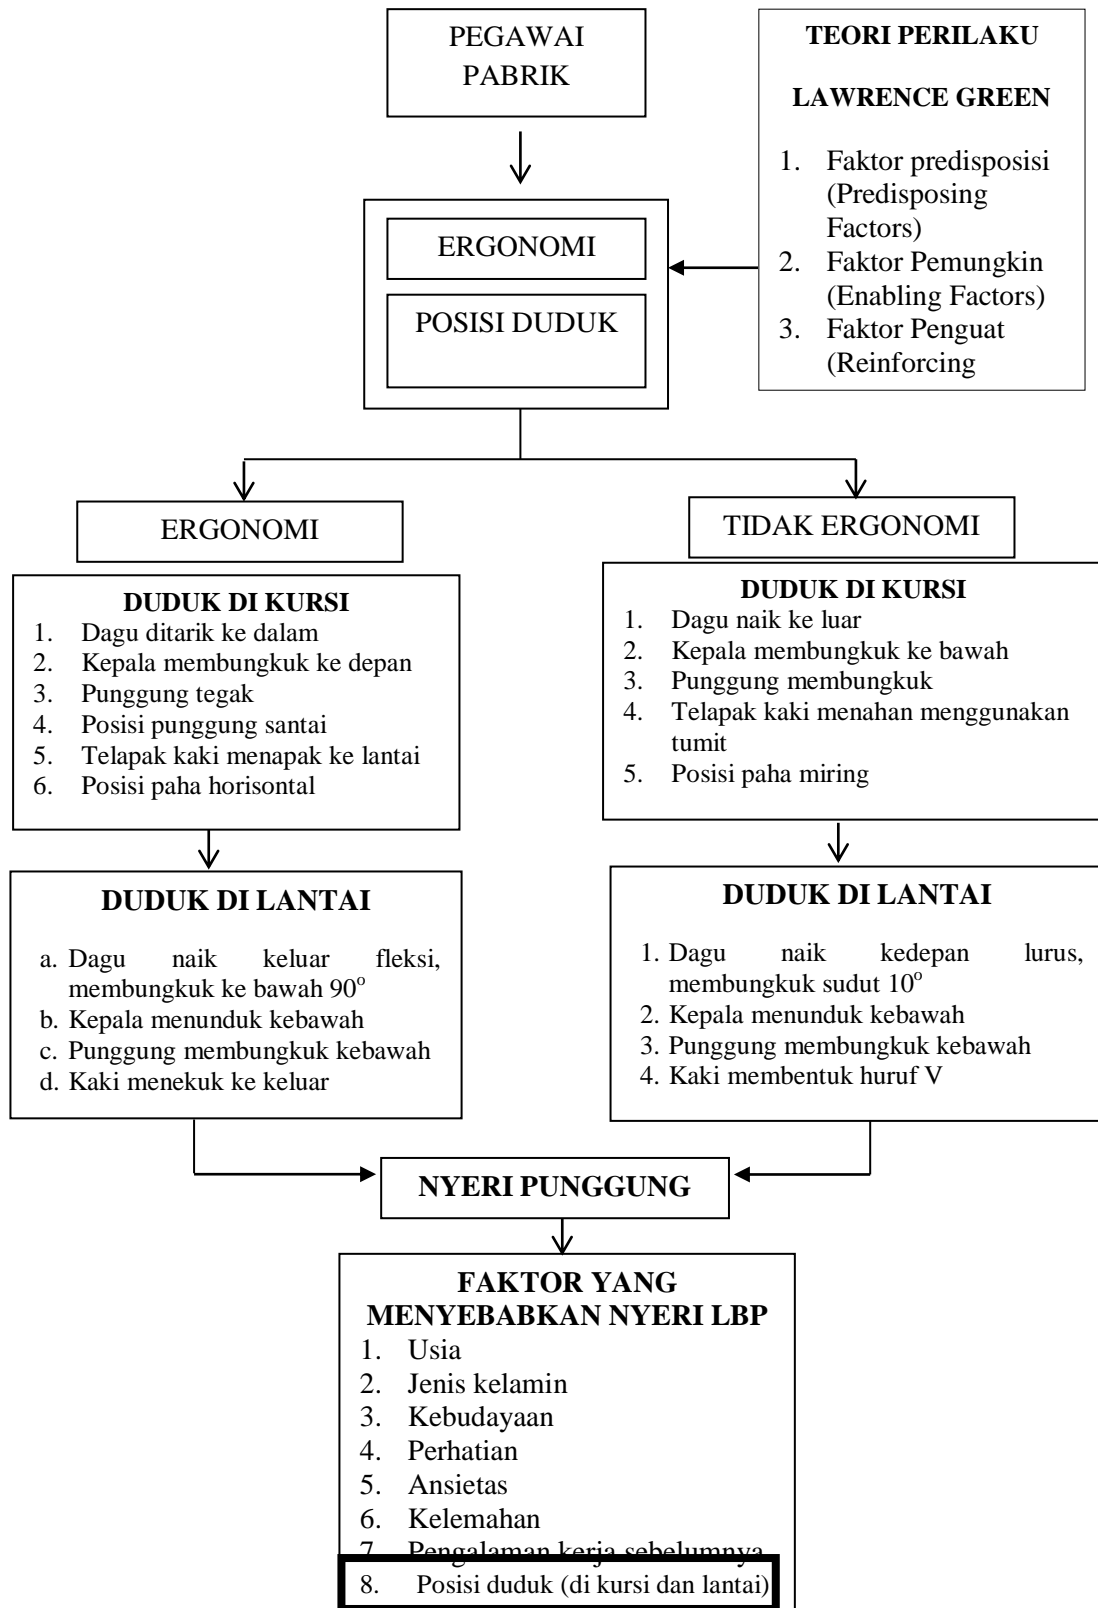 PEGAWAI
PABRIK
TEORI PERILAKU
LAWRENCE GREEN
1. Faktor predisposisi
(Predisposing
Factors)
2. Faktor Pemungkin
(Enabling Factors)
3. Faktor Penguat
(Reinforcing
ERGONOMI
POSISI DUDUK
ERGONOMI
TIDAK ERGONOMI
DUDUK DI KURSI
1. Dagu ditarik ke dalam
2. Kepala membungkuk ke depan
3. Punggung tegak
4. Posisi punggung santai
5. Telapak kaki menapak ke lantai
6. Posisi paha horisontal
DUDUK DI KURSI
1. Dagu naik ke luar
2. Kepala membungkuk ke bawah
3. Punggung membungkuk
4. Telapak kaki menahan menggunakan
tumit
5. Posisi paha miring
DUDUK DI LANTAI
a. Dagu naik keluar fleksi,
membungkuk ke bawah 90°
b. Kepala menunduk kebawah
c. Punggung membungkuk kebawah
d. Kaki menekuk ke keluar
DUDUK DI LANTAI
1. Dagu naik kedepan lurus,
membungkuk sudut 10°
2. Kepala menunduk kebawah
3. Punggung membungkuk kebawah
4. Kaki membentuk huruf V
NYERI PUNGGUNG
FAKTOR YANG
MENYEBABKAN NYERI LBP
1. Usia
2. Jenis kelamin
3. Kebudayaan
4. Perhatian
5. Ansietas
6. Kelemahan
7. Pengalaman kerja sebelumnya
8. Posisi duduk (di kursi dan lantai)